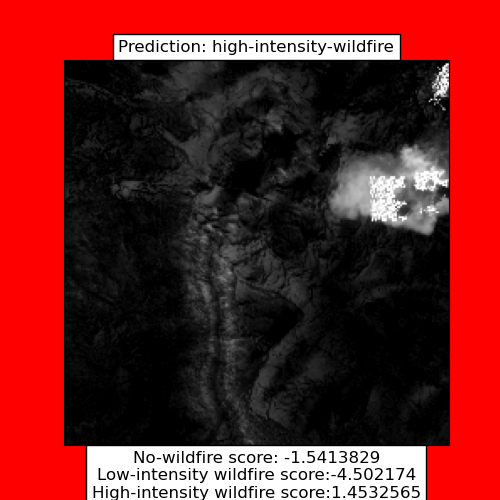 Prediction: high-intensity-wildfire
No-wildfire score: -1.5413829
Low-intensity wildfire score:-4.502174
High-intensity wildfire score:1.4532565